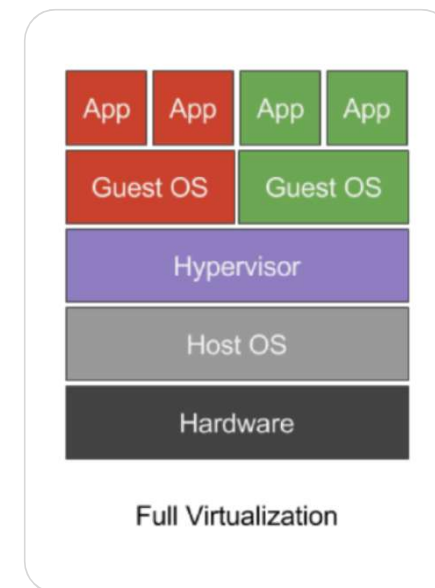 App App App App
Guest OS Guest OS
Hypervisor
Host OS
Hardware
Full Virtualization